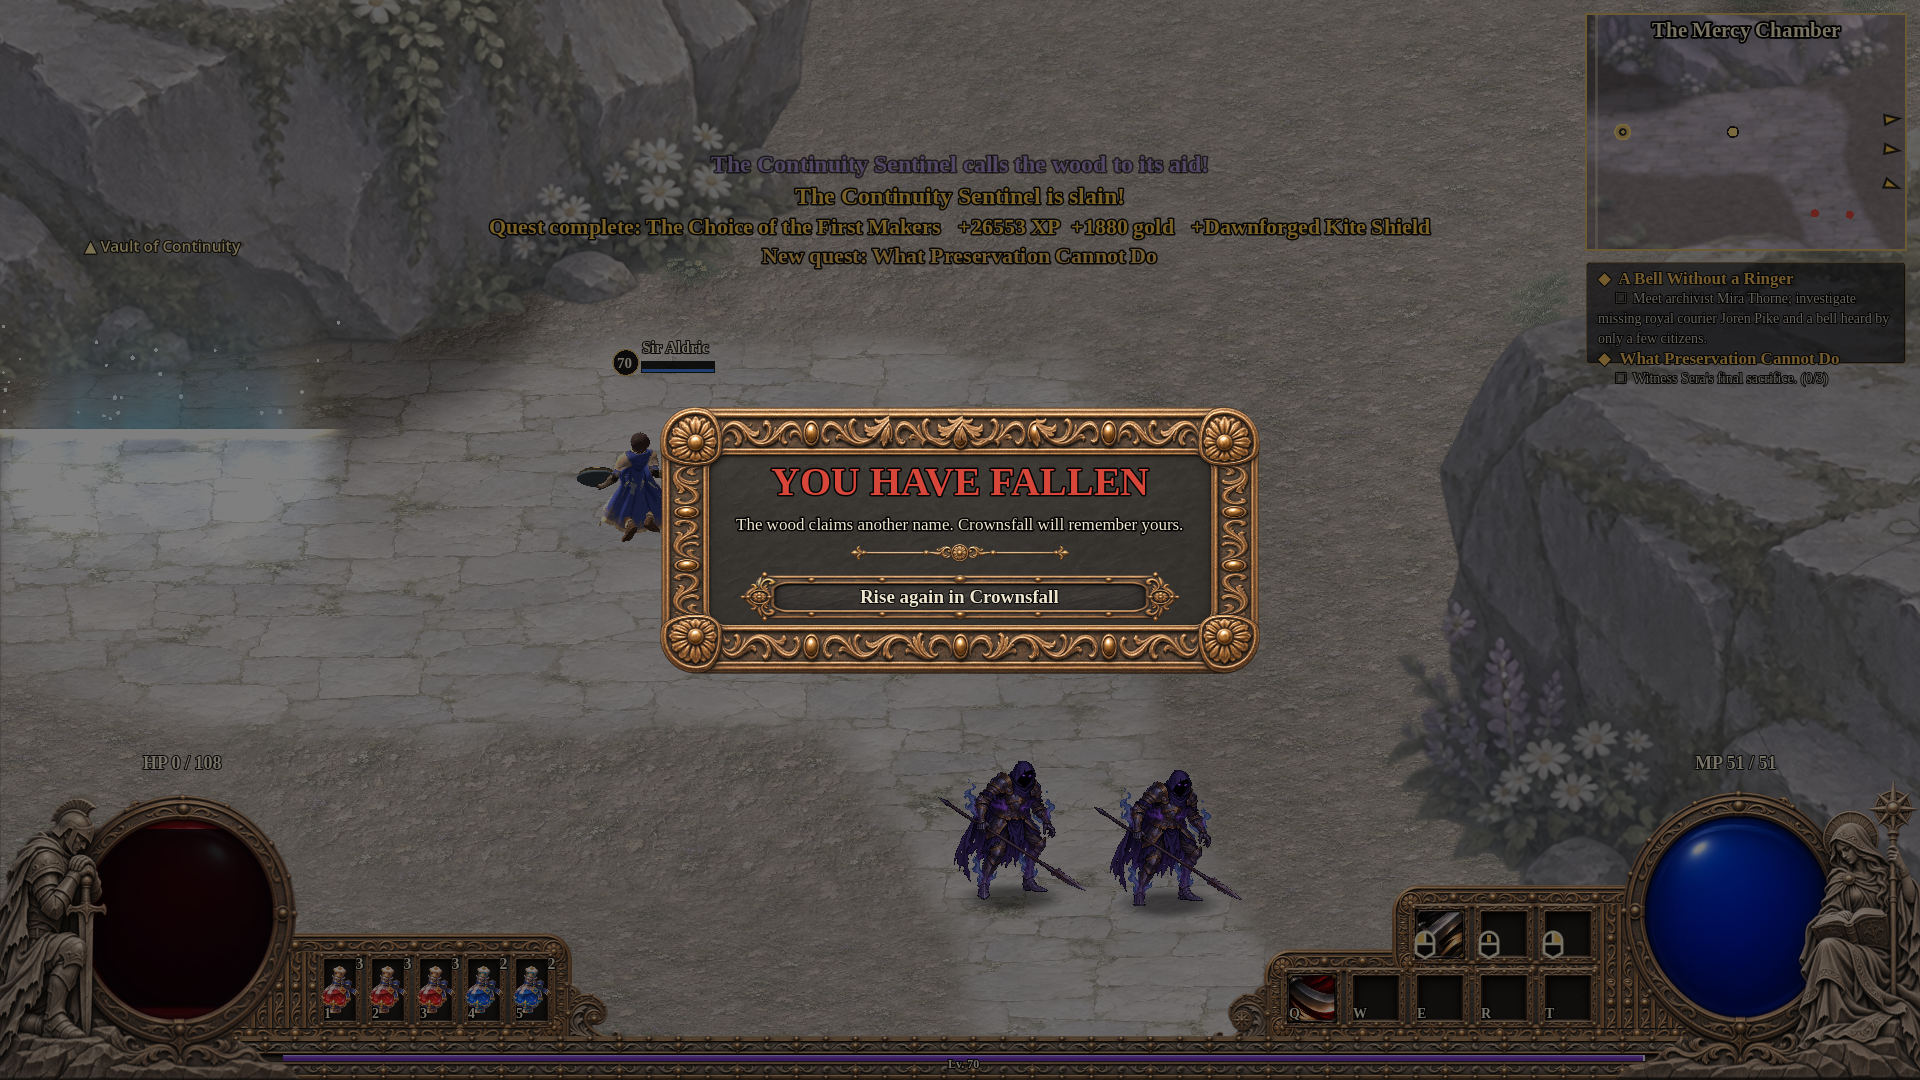 The Mercy Chamber
The Continuity Sentinel calls the wood to its aid!
The Continuity Sentinel is slain!
Quest complete: The Choice of the First Makers +26553 XP +1880 gold +Dawnforged Kite Shield
New quest: What Preservation Cannot Do
▲ Vault of Continuity
◆ A Bell Without a Ringer
Meet archivist Mira Thorne; investigate
missing royal courier Joren Pike and a bell heard by
only a few citizens.
◆ What Preservation Cannot Do
Witness Sera's final sacrifice. (0/3)
Sir Aldric
70
YOU HAVE FALLEN
The wood claims another name. Crownsfall will remember yours.
Rise again in Crownsfall
HP 0 / 108
MP 51 / 51
3 3 3 2 2
1 2 3 4 5
Q W E R T
Lv. 70